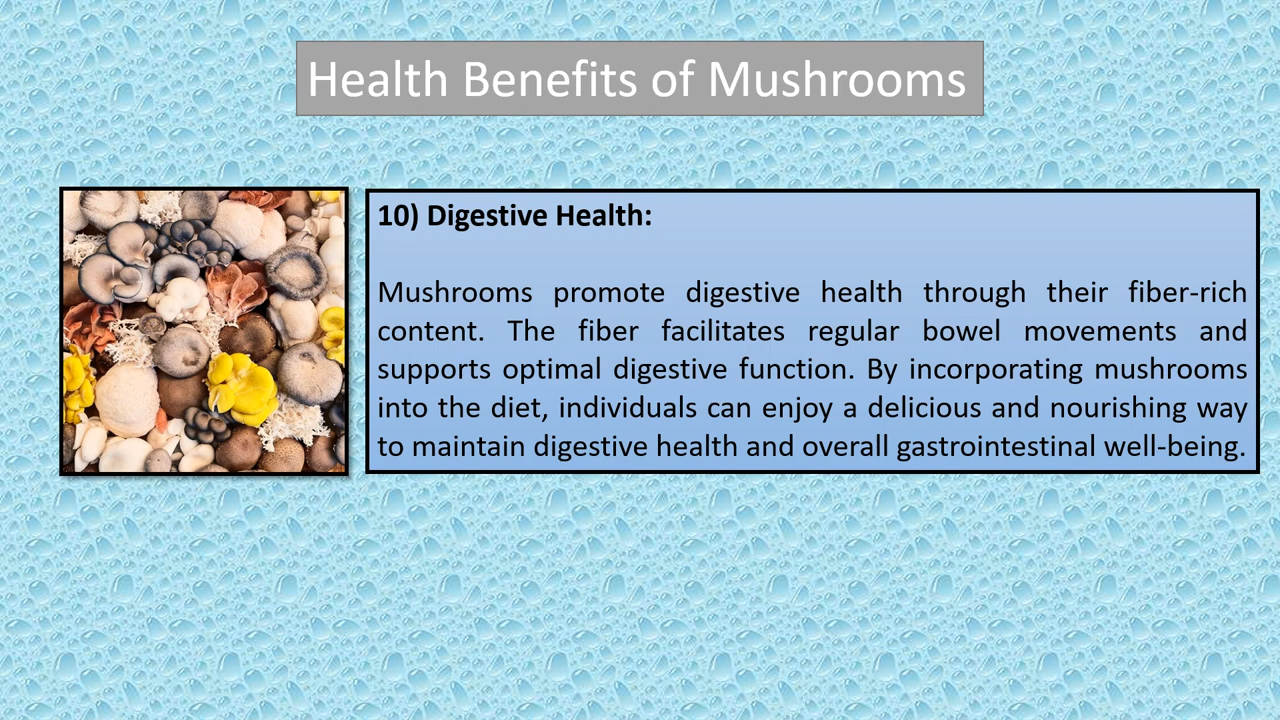 Health Benefits of Mushrooms
10) Digestive Health:
Mushrooms promote digestive health through their fiber-rich
content. The fiber facilitates regular bowel movements and
supports optimal digestive function. By incorporating mushrooms
into the diet, individuals can enjoy a delicious and nourishing way
to maintain digestive health and overall gastrointestinal well-being.